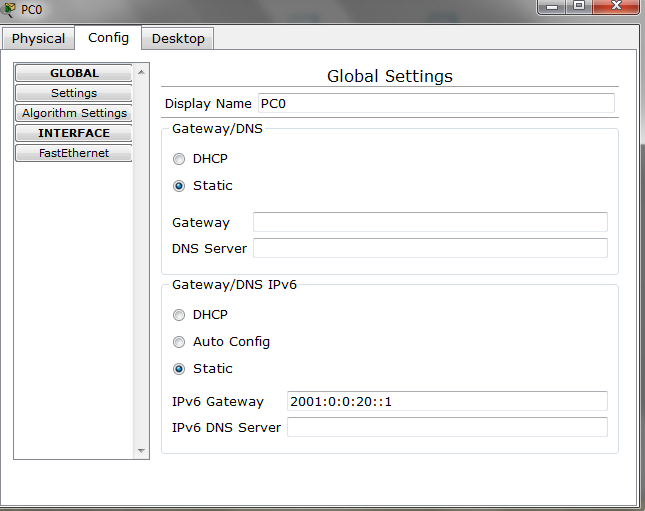 PC0
Physical Config Desktop
GLOBAL
Settings
Algorithm Settings
INTERFACE
FastEthernet
Global Settings
Display Name PC0
Gateway/DNS
DHCP
Static
Gateway
DNS Server
Gateway/DNS IPv6
DHCP
Auto Config
Static
IPv6 Gateway 2001:0:0:20::1
IPv6 DNS Server